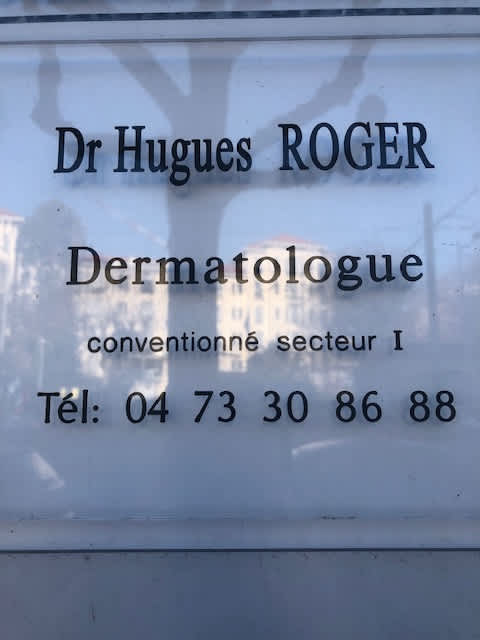 Dr Hugues ROGER
Dermatologue
conventionné secteur I
Tél: 04 73 30 86 88